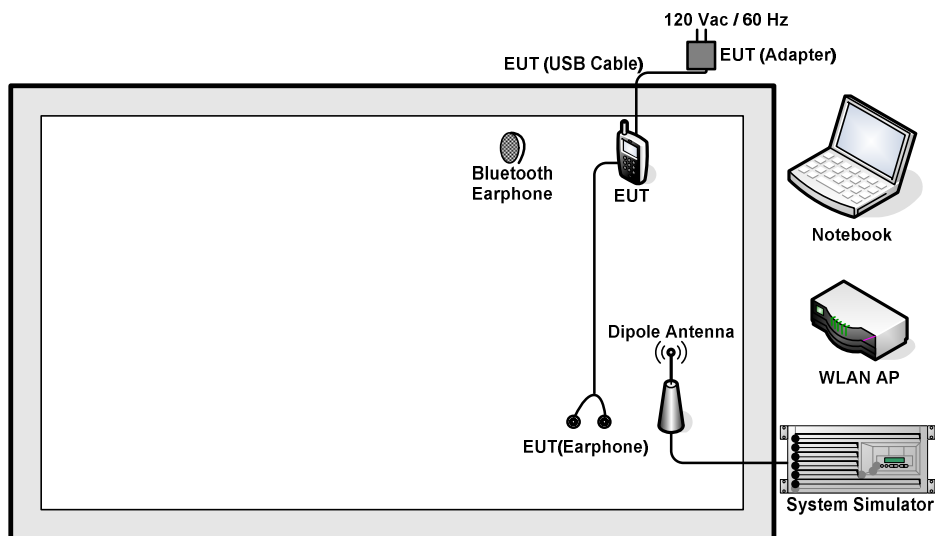 120 Vac / 60 Hz
EUT (USB Cable)
EUT (Adapter)
Bluetooth
Earphone
EUT
Notebook
Dipole Antenna
WLAN AP
EUT(Earphone)
System Simulator